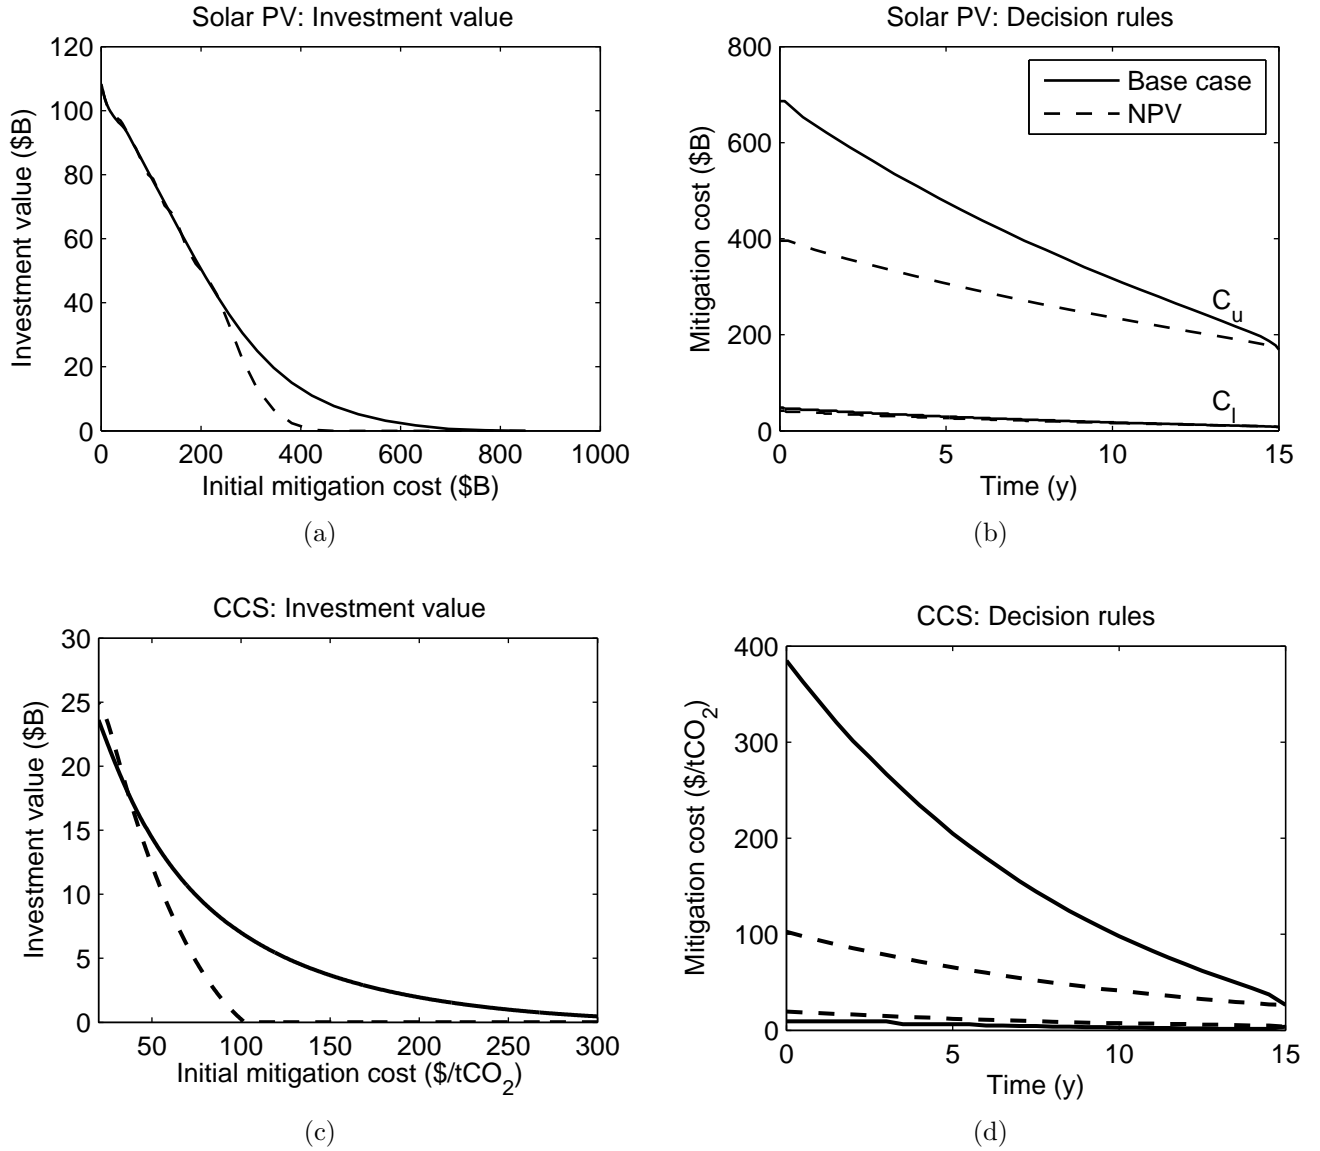 Solar PV: Investment value
120
100
80
60
40
20
0
Investment value ($B)
0 200 400 600 800 1000
Initial mitigation cost ($B)
(a)
Solar PV: Decision rules
800
600
400
200
0
Mitigation cost ($B)
Base case
NPV
C_u
C_l
0 5 10 15
Time (y)
(b)
CCS: Investment value
30
25
20
15
10
5
0
Investment value ($B)
50 100 150 200 250 300
Initial mitigation cost ($/tCO₂)
(c)
CCS: Decision rules
400
300
200
100
0
Mitigation cost ($/tCO₂)
0 5 10 15
Time (y)
(d)